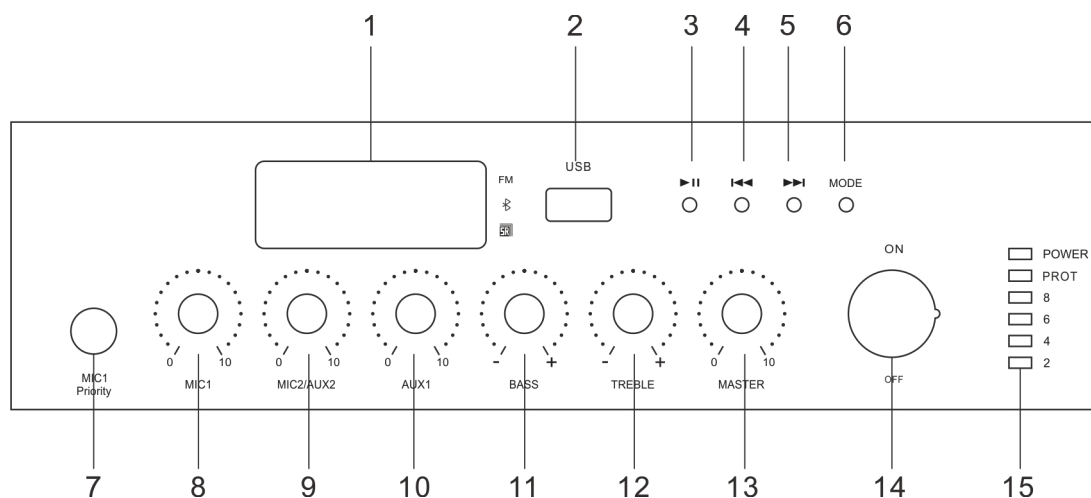 1 2 3 4 5 6
USB
FM
MODE
ON
POWER
PROT
8
6
4
2
0 10 0 10 0 10 - + - + 0 10
MIC1
Priority
MIC1 MIC2/AUX2 AUX1 BASS TREBLE MASTER
OFF
7 8 9 10 11 12 13 14 15